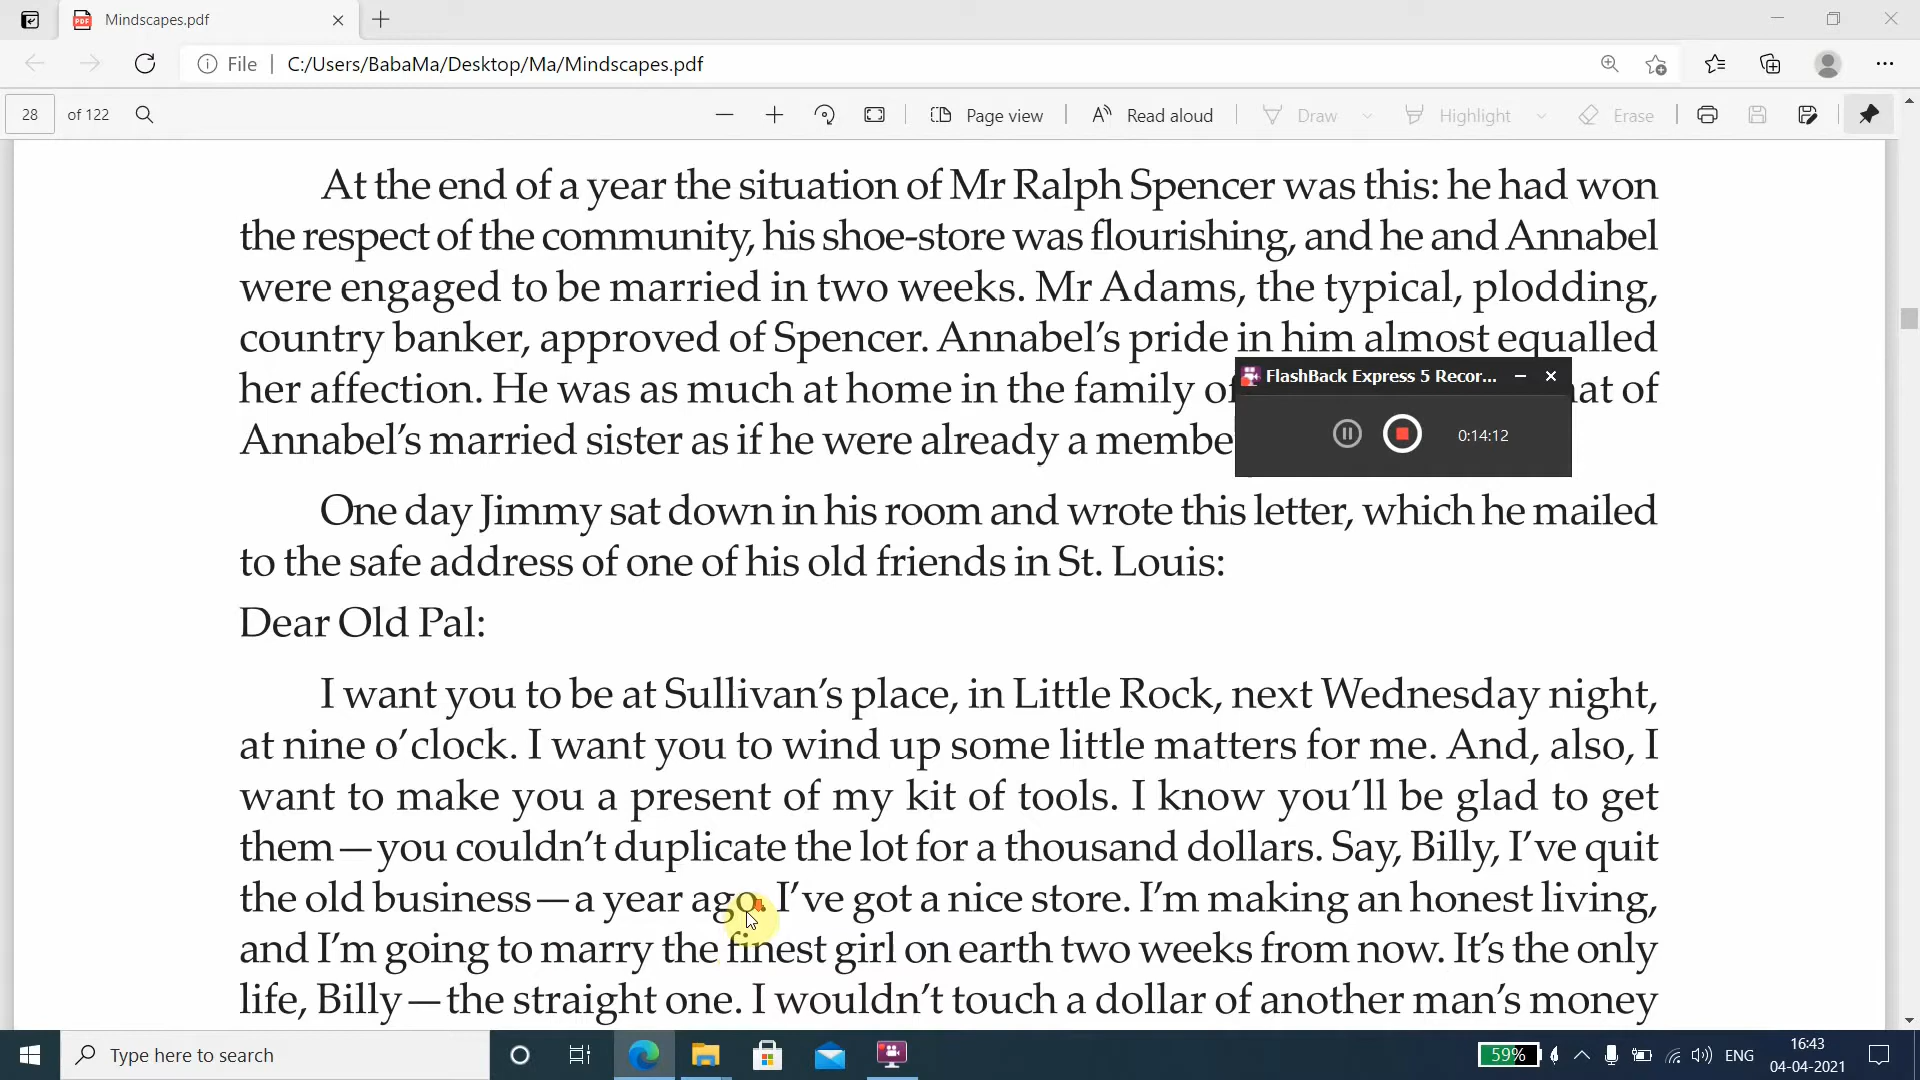 Mindscapes.pdf
File
C:/Users/BabaMa/Desktop/Ma/Mindscapes.pdf
28 of 122
Page view
Read aloud
Draw
Highlight
Erase
At the end of a year the situation of Mr Ralph Spencer was this: he had won
the respect of the community, his shoe-store was flourishing, and he and Annabel
were engaged to be married in two weeks. Mr Adams, the typical, plodding,
country banker, approved of Spencer. Annabel's pride in him almost equalled
her affection. He was as much at home in the family of
FlashBack Express 5 Recor...
0:14:12
of
Annabel's married sister as if he were already a
One day Jimmy sat down in his room and wrote this letter, which he mailed
to the safe address of one of his old friends in St. Louis:
Dear Old Pal:
I want you to be at Sullivan's place, in Little Rock, next Wednesday night,
at nine o'clock. I want you to wind up some little matters for me. And, also, I
want to make you a present of my kit of tools. I know you'll be glad to get
them—you couldn't duplicate the lot for a thousand dollars. Say, Billy, I've quit
the old business—a year ago. I've got a nice store. I'm making an honest living,
and I'm going to marry the finest girl on earth two weeks from now. It's the only
life, Billy—the straight one. I wouldn't touch a dollar of another man's money
Type here to search
59%
ENG
16:43
04-04-2021